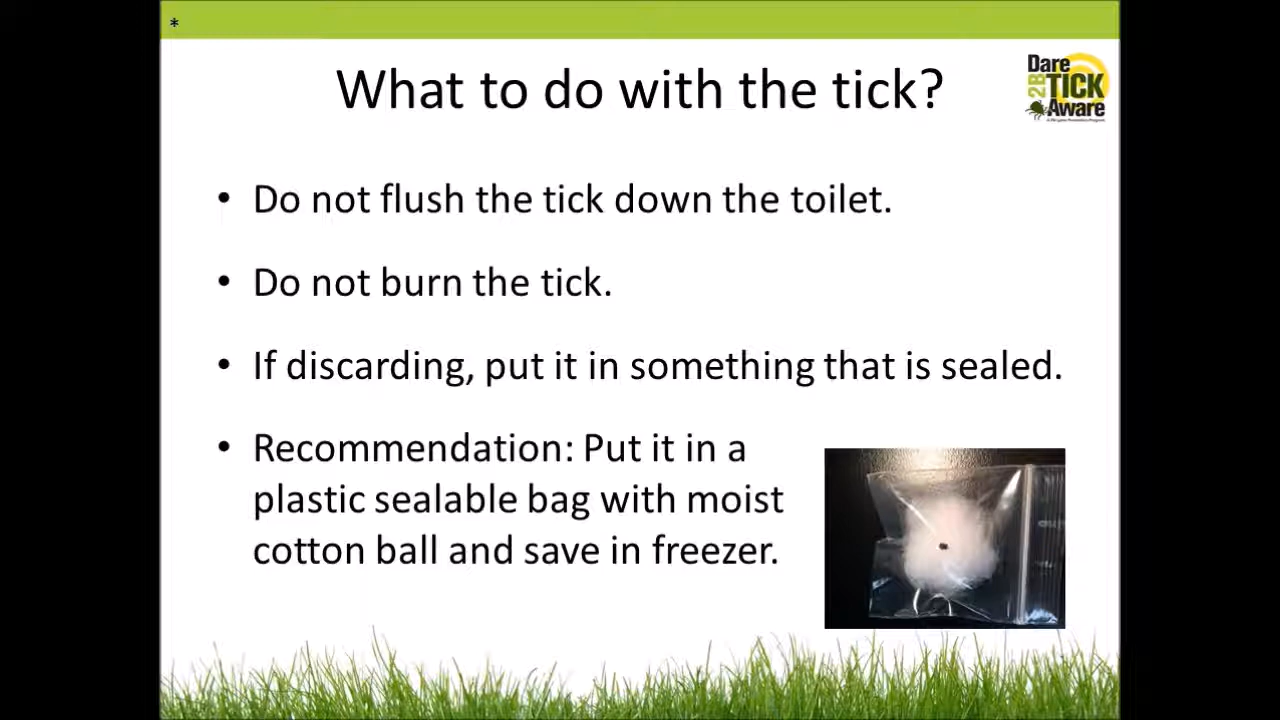 *
What to do with the tick?
Dare
2B
TICK
Aware
• Do not flush the tick down the toilet.
• Do not burn the tick.
• If discarding, put it in something that is sealed.
• Recommendation: Put it in a
plastic sealable bag with moist
cotton ball and save in freezer.